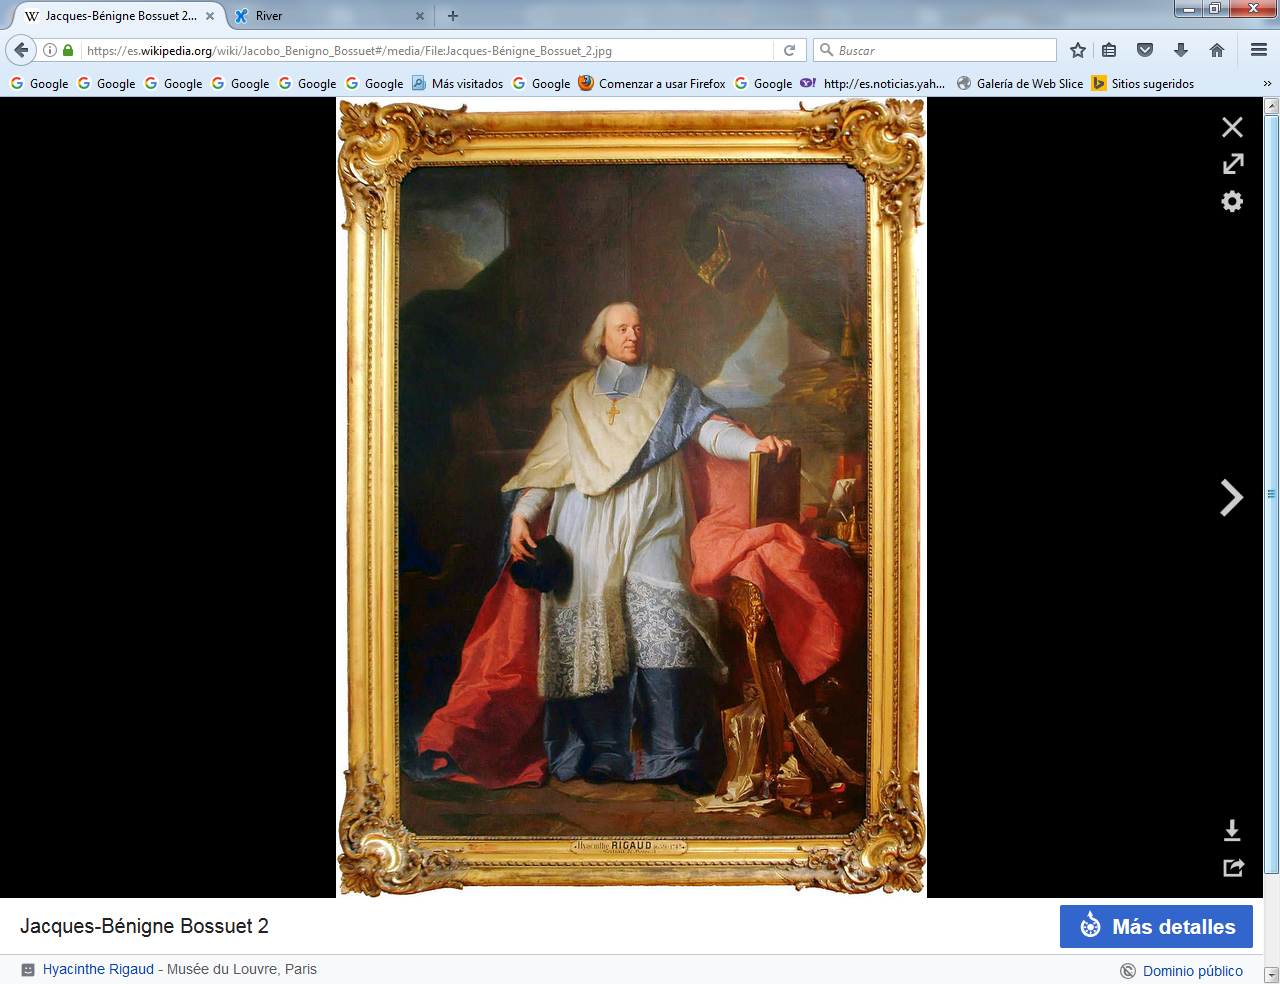 Jacques-Bénigne Bossuet 2...
River
https://es.wikipedia.org/wiki/Jacobo_Benigno_Bossuet#/media/File:Jacques-Bénigne_Bossuet_2.jpg
Buscar
Google Google Google Google Google Google Más visitados Google Comenzar a usar Firefox Google http://es.noticias.yah... Galería de Web Slice Sitios sugeridos
Hyacinthe RIGAUD
Jacques-Bénigne Bossuet 2
Más detalles
Hyacinthe Rigaud - Musée du Louvre, Paris
Dominio público